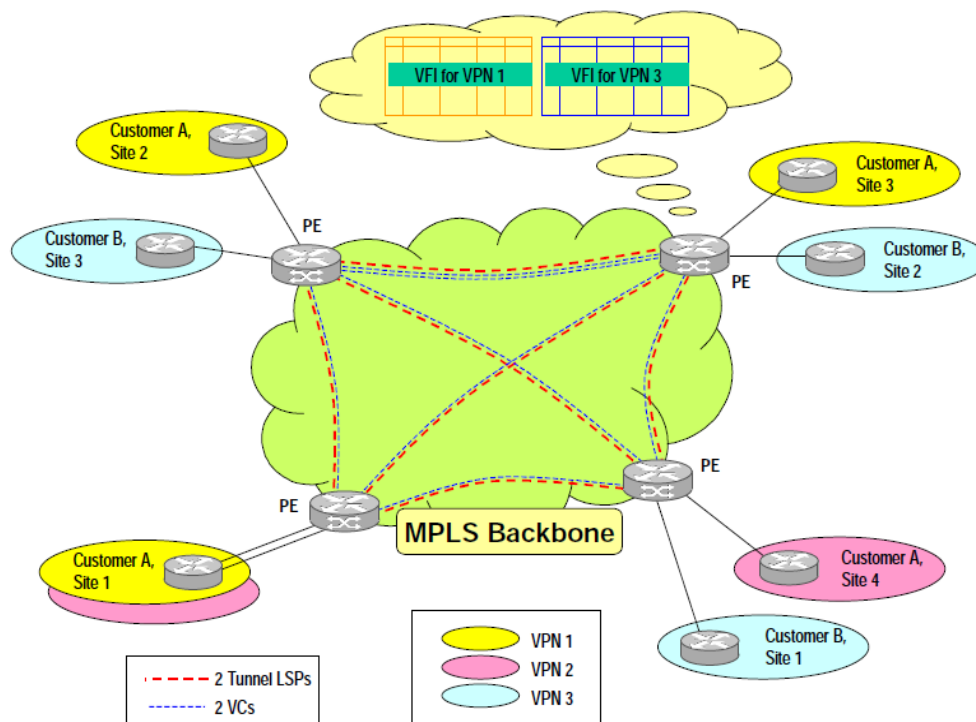 VFI for VPN 1
VFI for VPN 3
Customer A,
Site 2
PE
Customer B,
Site 3
Customer A,
Site 3
Customer B,
Site 2
PE
PE
PE
MPLS Backbone
Customer A,
Site 1
Customer A,
Site 4
Customer B,
Site 1
2 Tunnel LSPs
2 VCs
VPN 1
VPN 2
VPN 3